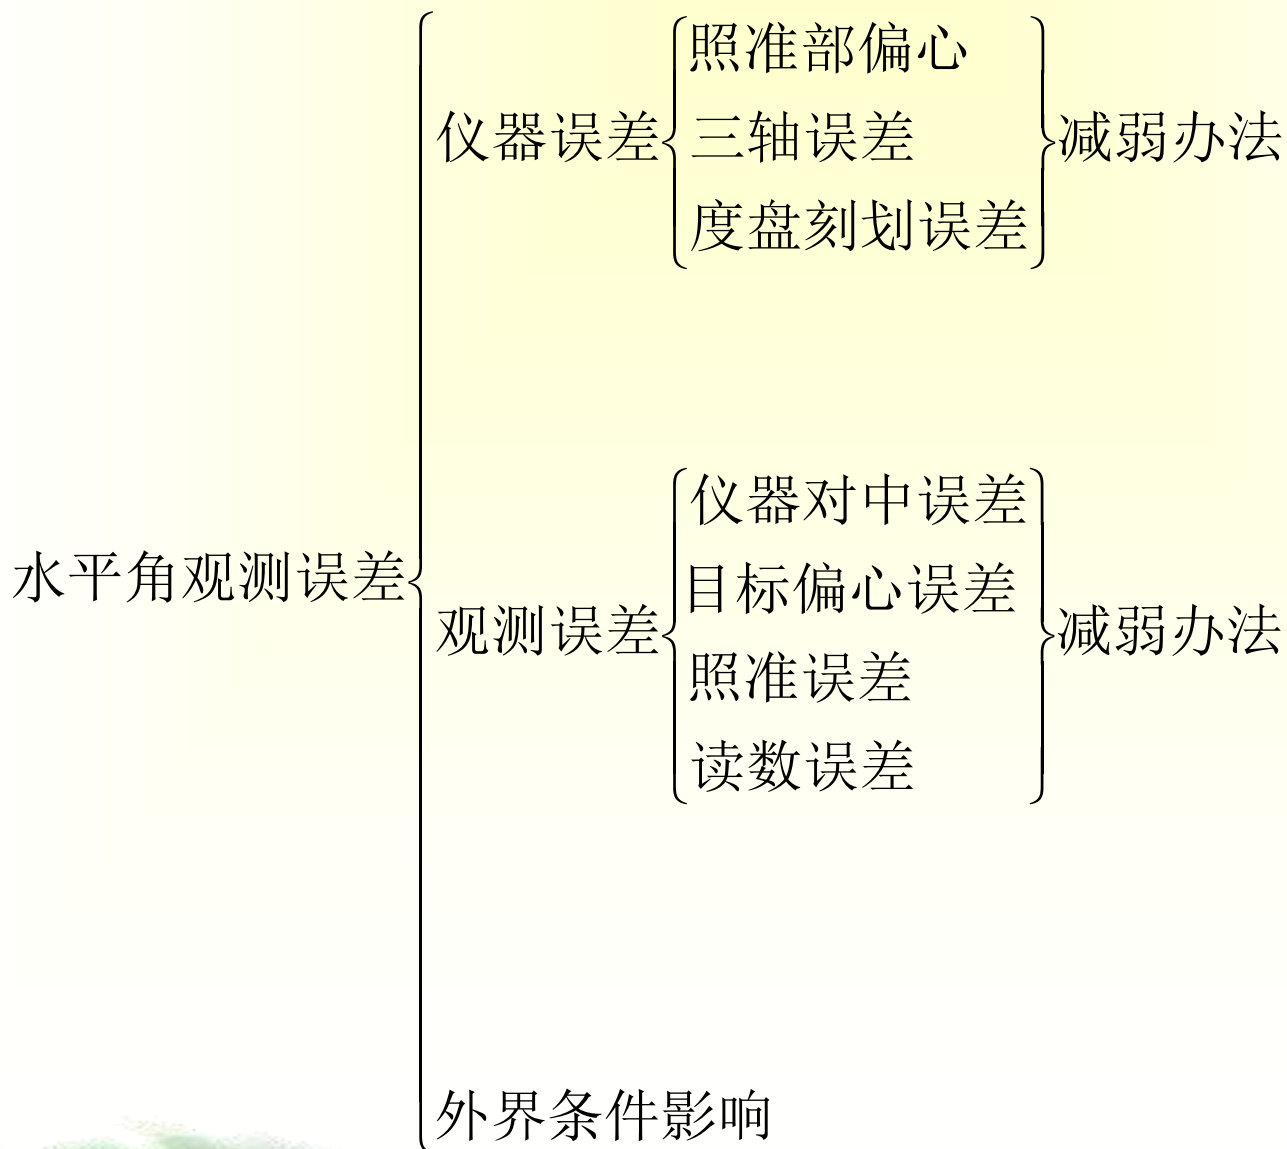 水平角观测误差
仪器误差
照准部偏心
三轴误差
度盘刻划误差
减弱办法
观测误差
仪器对中误差
目标偏心误差
照准误差
读数误差
减弱办法
外界条件影响